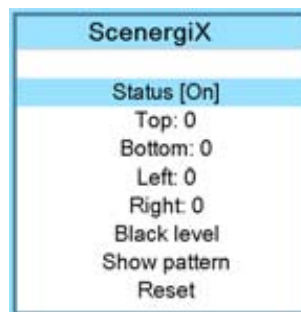 ScenergiX
Status [On]
Top: 0
Bottom: 0
Left: 0
Right: 0
Black level
Show pattern
Reset